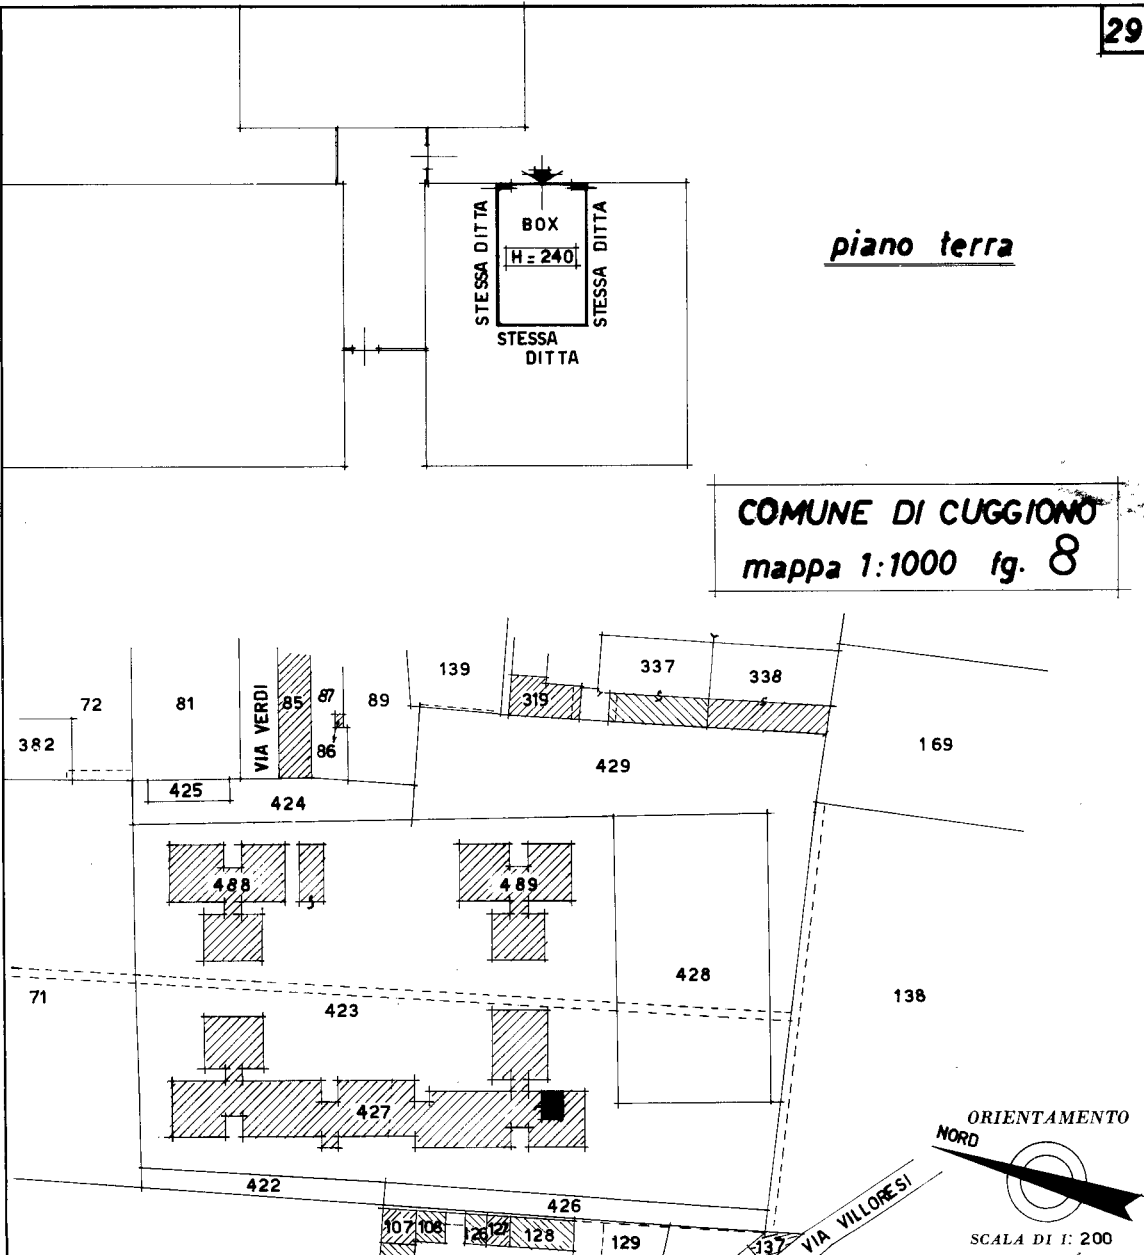 29
STESSA DITTA
BOX
H = 240
STESSA DITTA
STESSA
DITTA
piano terra
COMUNE DI CUGGIONO
mappa 1:1000 fg. 8
139
337
338
72
81
VIA VERDI
85
87
89
319
382
86
169
429
425
424
488
489
428
71
423
138
427
ORIENTAMENTO
NORD
422
426
VIA VILLORESI
107
108
126
127
128
129
137
SCALA DI 1: 200